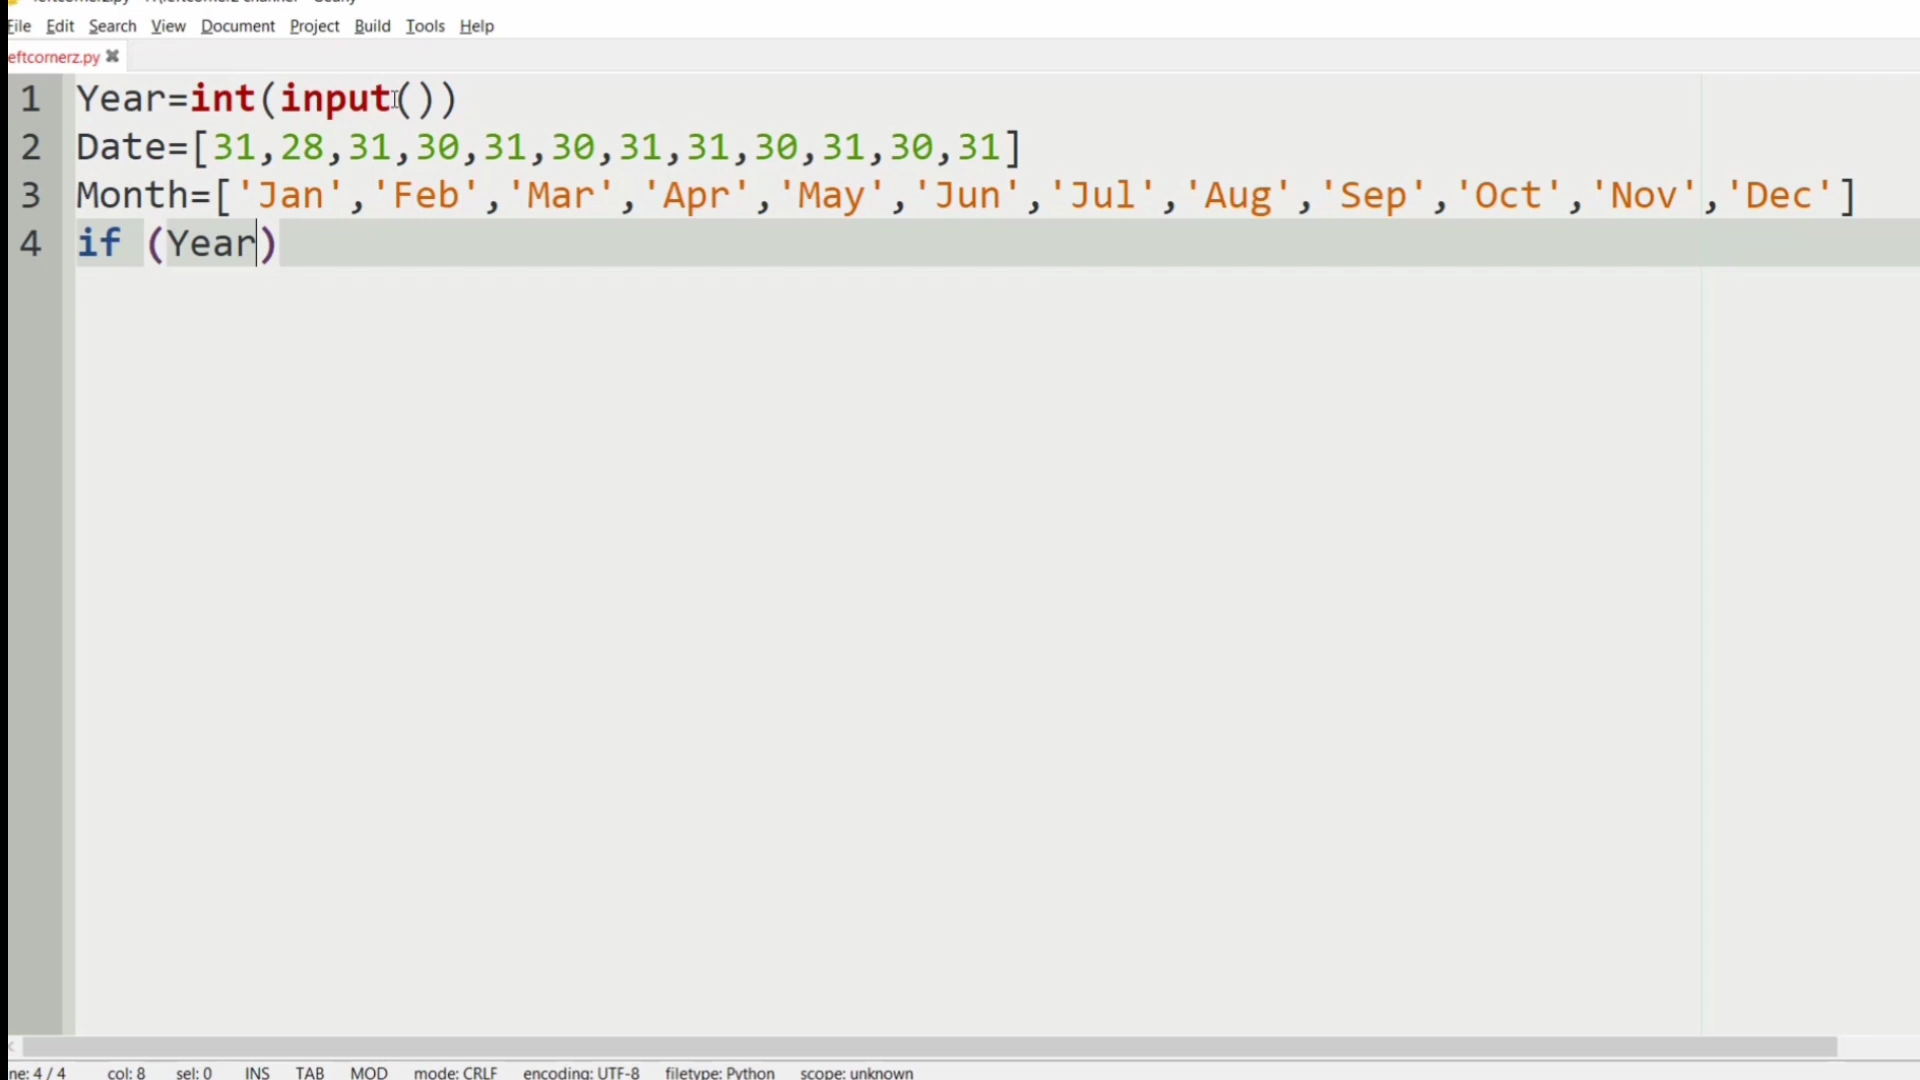 File Edit Search View Document Project Build Tools Help
eftcornerz.py
1 Year=int(input())
2 Date=[31,28,31,30,31,30,31,31,30,31,30,31]
3 Month=['Jan','Feb','Mar','Apr','May','Jun','Jul','Aug','Sep','Oct','Nov','Dec']
4 if (Year)
ne: 4 / 4 col: 8 sel: 0 INS TAB MOD mode: CRLF encoding: UTF-8 filetype: Python scope: unknown